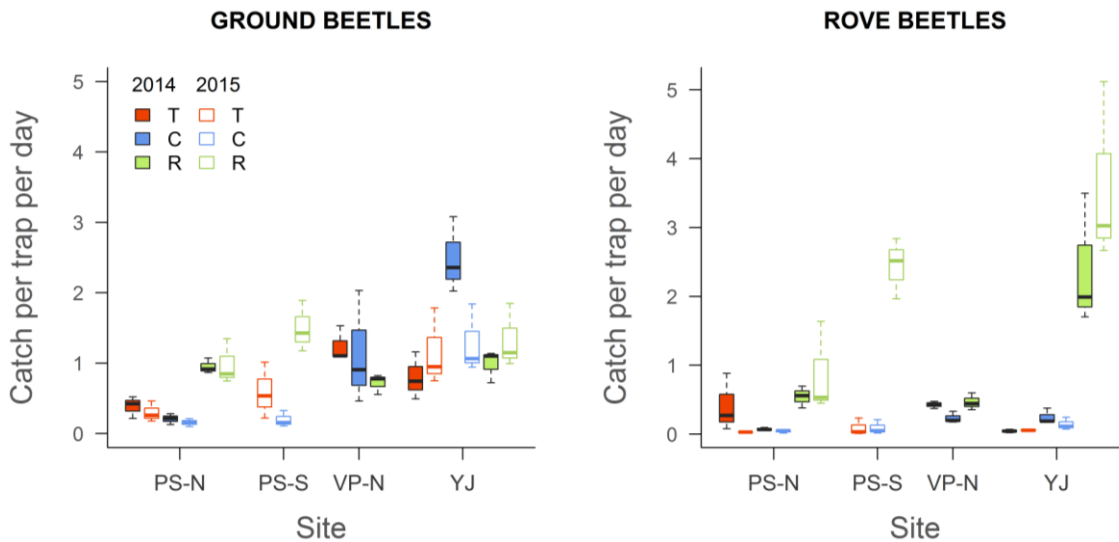 GROUND BEETLES
Catch per trap per day
5
4
3
2
1
0
2014 2015
T T
C C
R R
PS-N PS-S VP-N YJ
Site
ROVE BEETLES
Catch per trap per day
5
4
3
2
1
0
PS-N PS-S VP-N YJ
Site